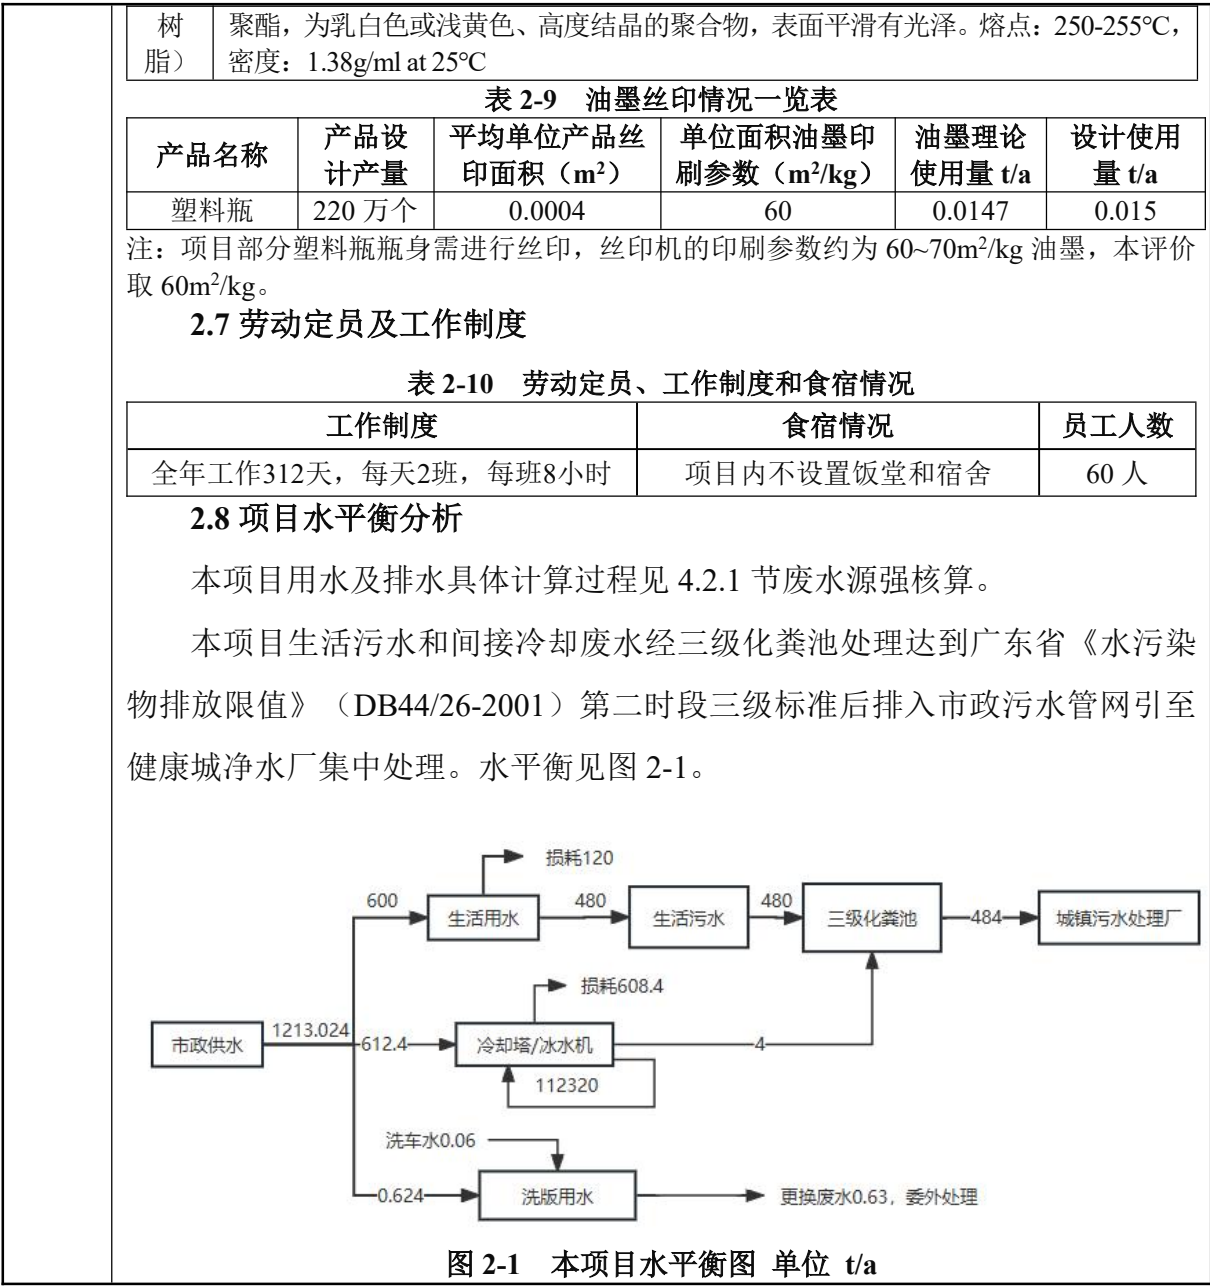 树 聚酯，为乳白色或浅黄色、高度结晶的聚合物，表面平滑有光泽。熔点：250-255℃，
脂） 密度：1.38g/ml at 25℃
表 2-9 油墨丝印情况一览表
产品名称 产品设计产量 平均单位产品丝印面积（m²） 单位面积油墨印刷参数（m²/kg） 油墨理论使用量 t/a 设计使用量 t/a
塑料瓶 220 万个 0.0004 60 0.0147 0.015
注：项目部分塑料瓶瓶身需进行丝印，丝印机的印刷参数约为 60~70m²/kg 油墨，本评价
取 60m²/kg。
2.7 劳动定员及工作制度
表 2-10 劳动定员、工作制度和食宿情况
工作制度 食宿情况 员工人数
全年工作312天，每天2班，每班8小时 项目内不设置饭堂和宿舍 60 人
2.8 项目水平衡分析
本项目用水及排水具体计算过程见 4.2.1 节废水源强核算。
本项目生活污水和间接冷却废水经三级化粪池处理达到广东省《水污染
物排放限值》（DB44/26-2001）第二时段三级标准后排入市政污水管网引至
健康城净水厂集中处理。水平衡见图 2-1。
损耗120
600 生活用水 480 生活污水 480 三级化粪池 484 城镇污水处理厂
损耗608.4
市政供水 1213.024 612.4 冷却塔/冰水机 4
112320
洗车水0.06
0.624 洗版用水 更换废水0.63，委外处理
图 2-1 本项目水平衡图 单位 t/a